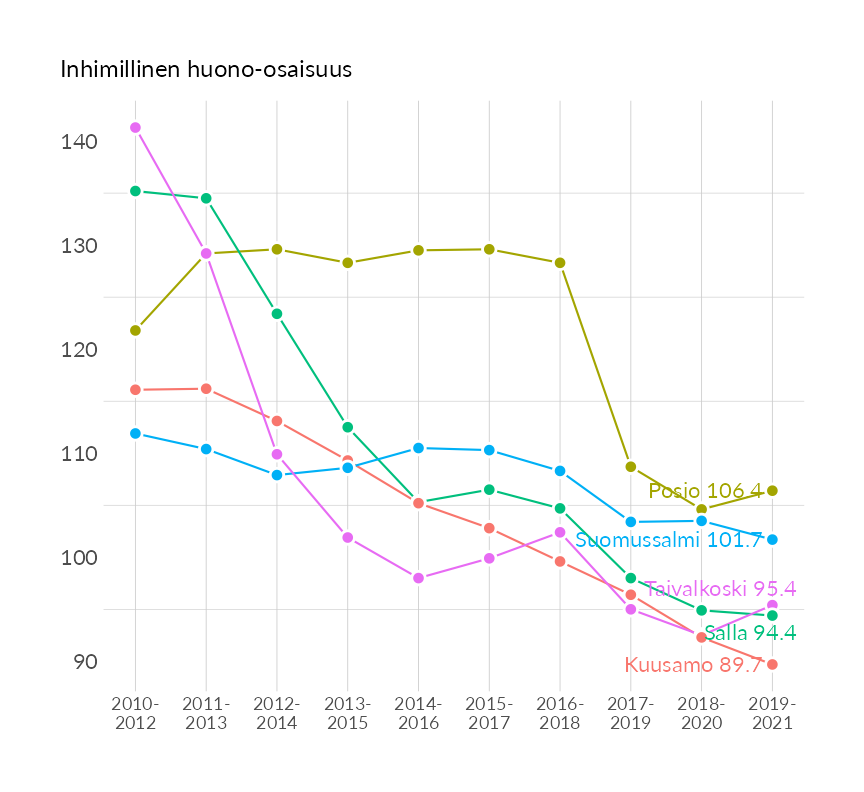 Inhimillinen huono-osaisuus
140
130
120
110
100
90
Posio 106.4
Suomussalmi 101.7
Taivalkoski 95.4
Salla 94.4
Kuusamo 89.7
2010- 2011- 2012- 2013- 2014- 2015- 2016- 2017- 2018- 2019-
2012 2013 2014 2015 2016 2017 2018 2019 2020 2021